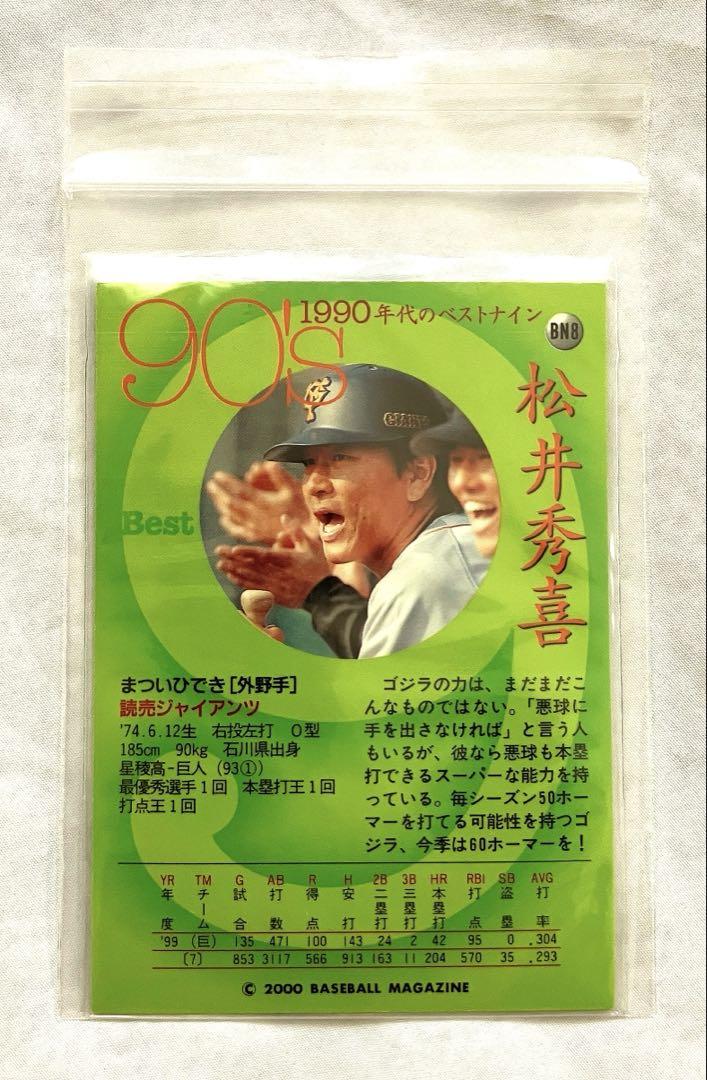 90's
1990年代のベストナイン
BN8
松井秀喜
GIANTS
Best
まついひでき[外野手]
読売ジャイアンツ
'74.6.12生 右投左打 O型
185cm 90kg 石川県出身
星稜高-巨人(93①)
最優秀選手1回 本塁打王1回
打点王1回
ゴジラの力は、まだまだこ
んなものではない。「悪球に
手を出さなければ」と言う人
もいるが、彼なら悪球も本塁
打できるスーパーな能力を持
っている。毎シーズン50ホー
マーを打てる可能性を持つゴ
ジラ、今季は60ホーマーを!
YR TM G AB R H 2B 3B HR RBI SB AVG
年度 チーム 試合 打数 得点 安打 二塁打 三塁打 本塁打 打点 盗塁 打率
'99 (巨) 135 471 100 143 24 2 42 95 0 .304
(7) 853 3117 566 913 163 11 204 570 35 .293
© 2000 BASEBALL MAGAZINE